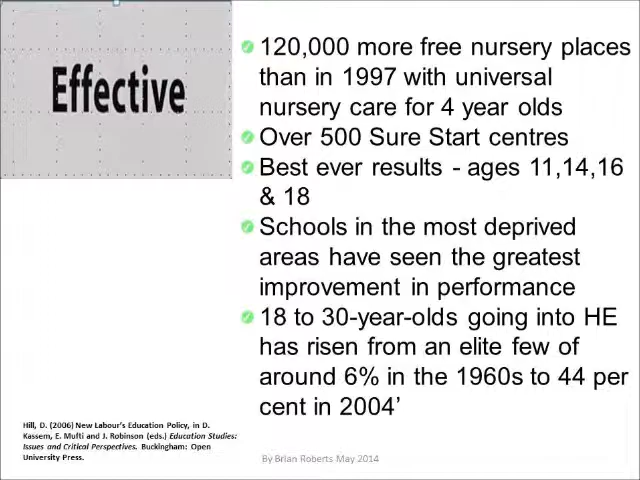 Effective
120,000 more free nursery places
than in 1997 with universal
nursery care for 4 year olds
Over 500 Sure Start centres
Best ever results - ages 11,14,16
& 18
Schools in the most deprived
areas have seen the greatest
improvement in performance
18 to 30-year-olds going into HE
has risen from an elite few of
around 6% in the 1960s to 44 per
cent in 2004’
Hill, D. (2006) New Labour’s Education Policy, in D.
Kassem, E. Mufti and J. Robinson (eds.) Education Studies:
Issues and Critical Perspectives. Buckingham: Open
University Press.
By Brian Roberts May 2014